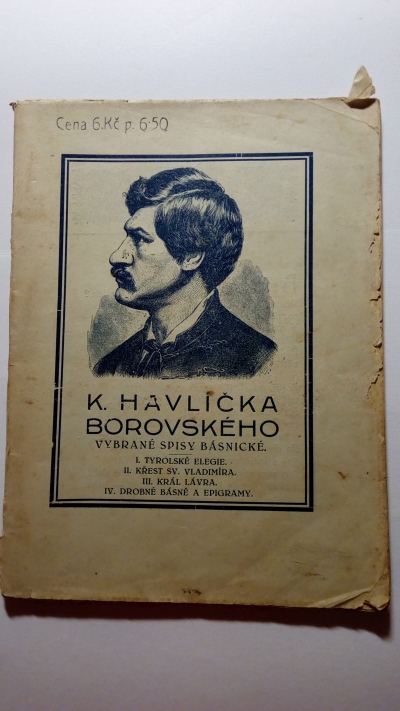 Cena 6.Kč p. 6·50
K. HAVLÍČKA
BOROVSKÉHO
VYBRANÉ SPISY BÁSNICKÉ.
I. TYROLSKÉ ELEGIE.
II. KŘEST SV. VLADIMÍRA.
III. KRÁL LÁVRA.
IV. DROBNÉ BÁSNĚ A EPIGRAMY.